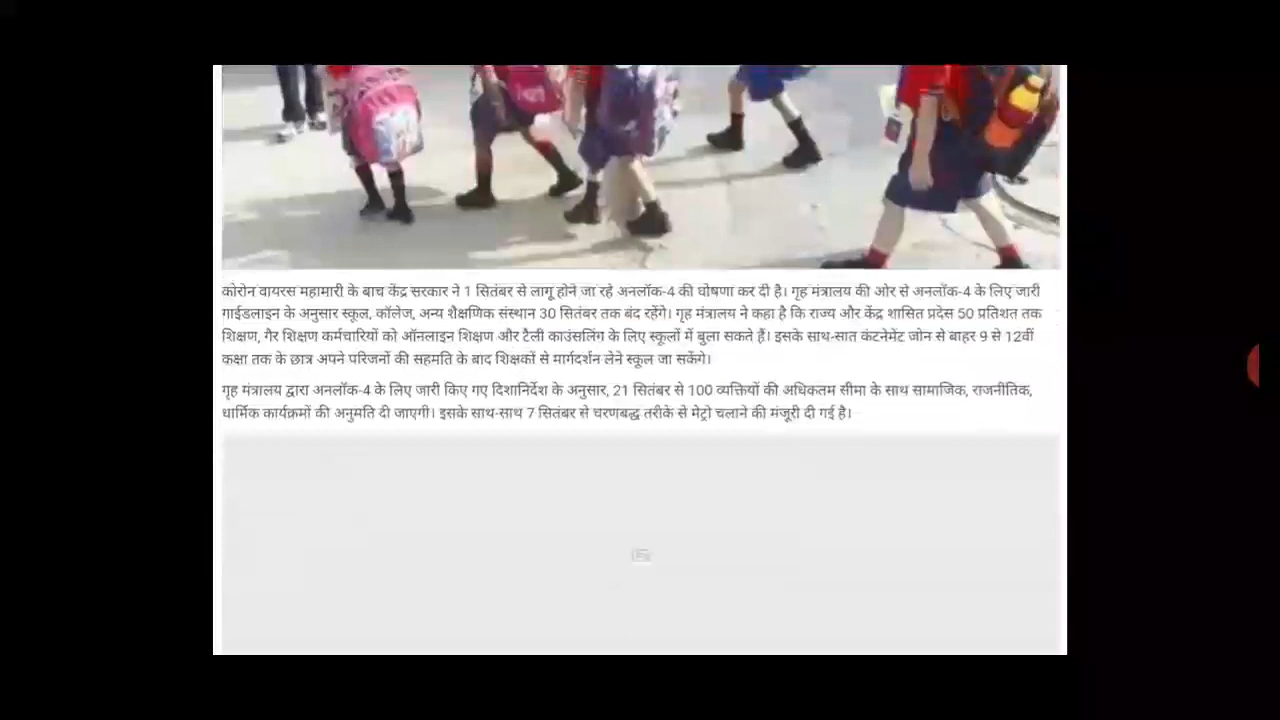 कोरोन वायरस महामारी के बाच केंद्र सरकार ने 1 सितंबर से लागू होने जा रहे अनलॉक-4 की घोषणा कर दी है। गृह मंत्रालय की ओर से अनलॉक-4 के लिए जारी
गाईडलाइन के अनुसार स्कूल, कॉलेज, अन्य शैक्षणिक संस्थान 30 सितंबर तक बंद रहेंगे। गृह मंत्रालय ने कहा है कि राज्य और केंद्र शासित प्रदेस 50 प्रतिशत तक
शिक्षण, गैर शिक्षण कर्मचारियों को ऑनलाइन शिक्षण और टैली काउंसलिंग के लिए स्कूलों में बुला सकते हैं। इसके साथ-सात कंटनेमेंट जोन से बाहर 9 से 12वीं
कक्षा तक के छात्र अपने परिजनों की सहमति के बाद शिक्षकों से मार्गदर्शन लेने स्कूल जा सकेंगे।
गृह मंत्रालय द्वारा अनलॉक-4 के लिए जारी किए गए दिशानिर्देश के अनुसार, 21 सितंबर से 100 व्यक्तियों की अधिकतम सीमा के साथ सामाजिक, राजनीतिक,
धार्मिक कार्यक्रमों की अनुमति दी जाएगी। इसके साथ-साथ 7 सितंबर से चरणबद्ध तरीके से मेट्रो चलाने की मंजूरी दी गई है।